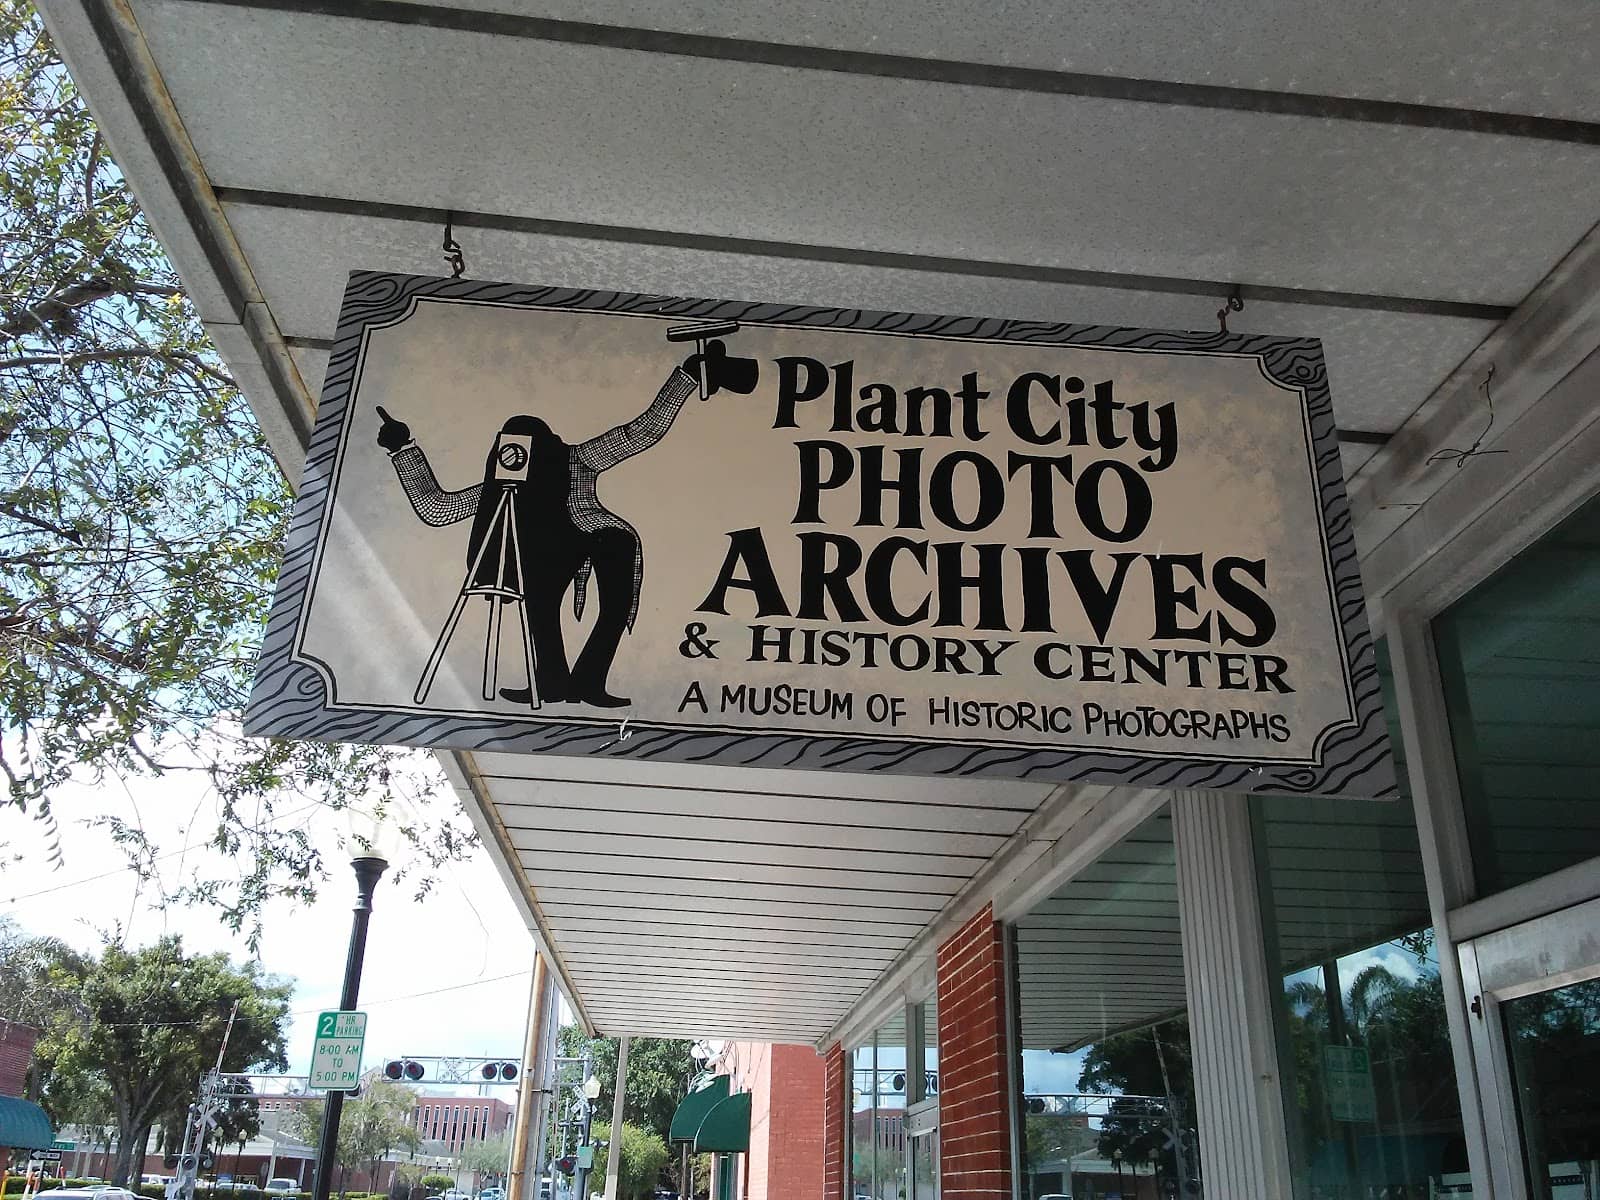 Plant City
PHOTO
ARCHIVES
& HISTORY CENTER
A MUSEUM OF HISTORIC PHOTOGRAPHS
2 HR
PARKING
8:00 AM
TO
5:00 PM